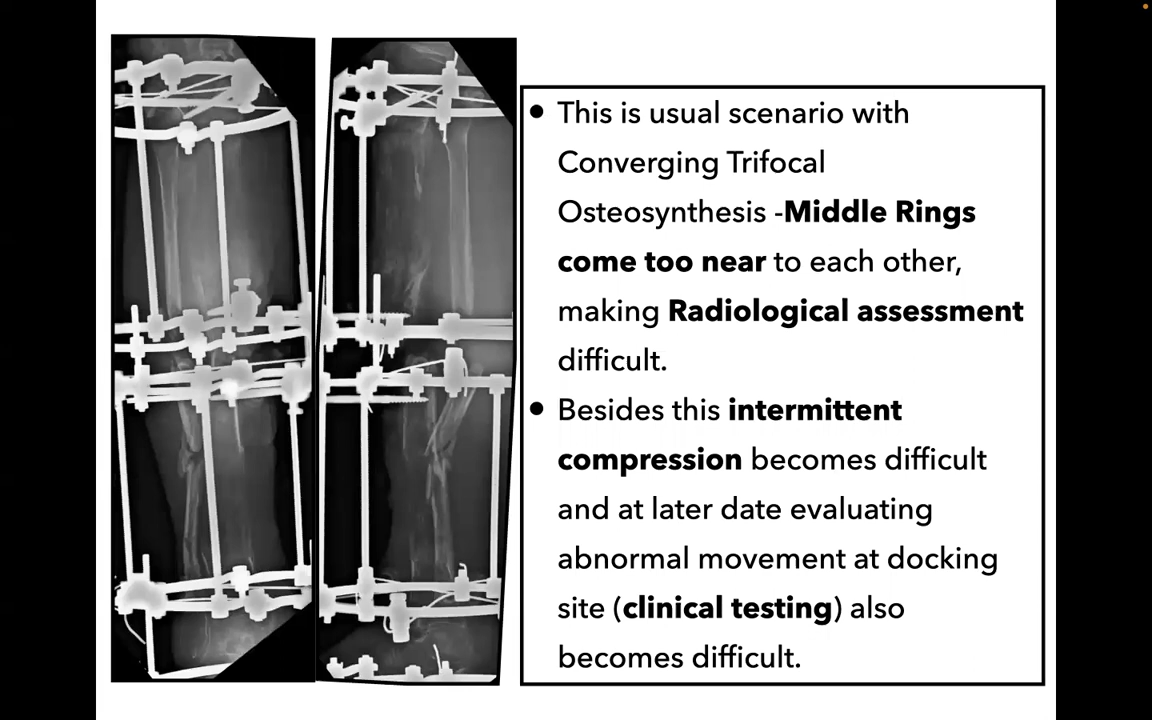 • This is usual scenario with
Converging Trifocal
Osteosynthesis -Middle Rings
come too near to each other,
making Radiological assessment
difficult.
• Besides this intermittent
compression becomes difficult
and at later date evaluating
abnormal movement at docking
site (clinical testing) also
becomes difficult.